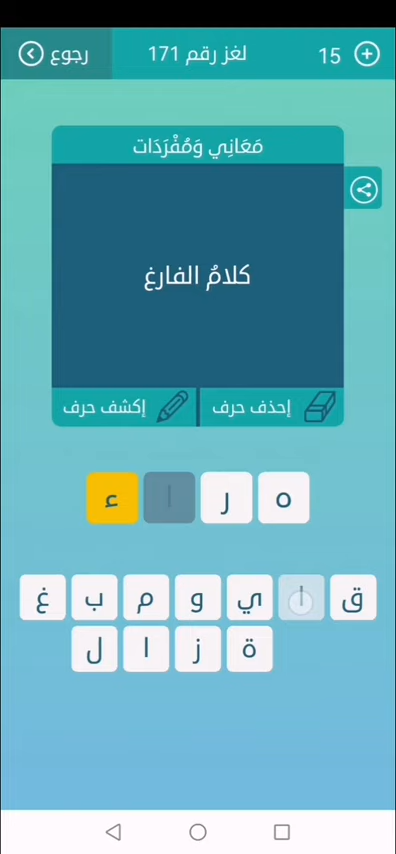 رجوع لغز رقم 171 15
مَعَانِي وَمُفْرَدَات
كلامُ الفارغ
إحذف حرف إكشف حرف
ه ر ا ء
ق ا ي و م ب غ
ة ز ا ل